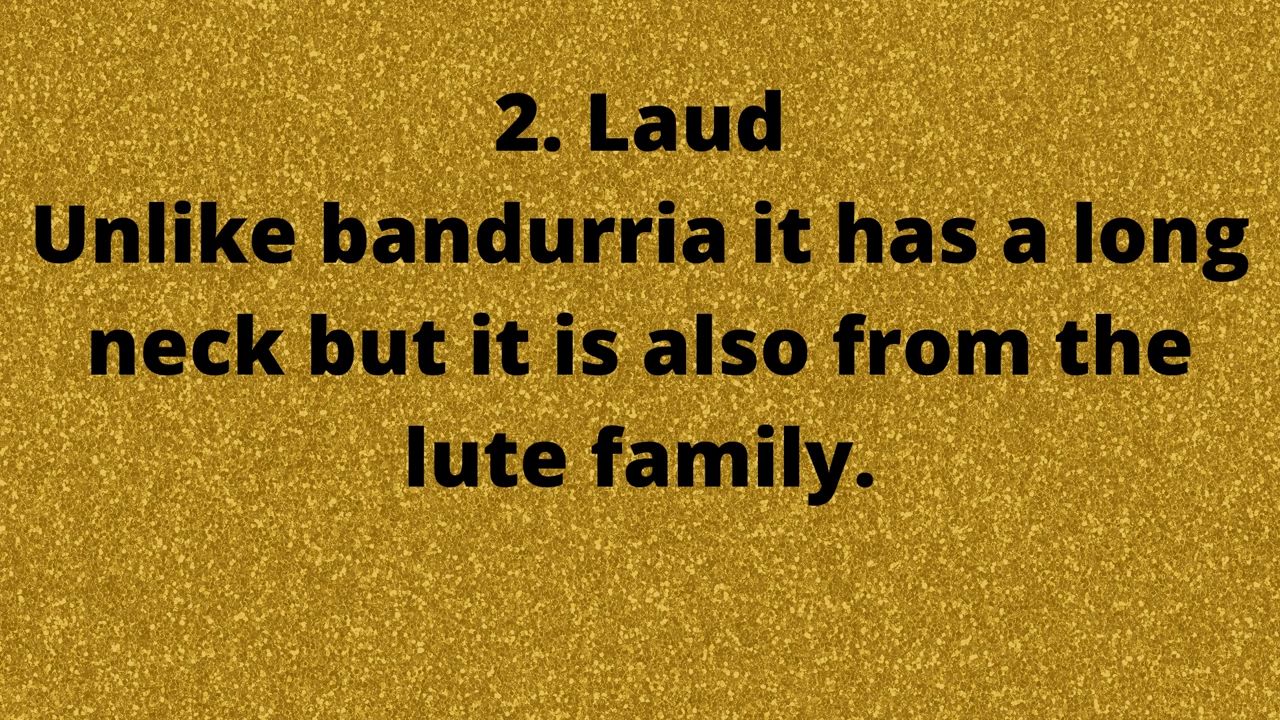 2. Laud
Unlike bandurria it has a long
neck but it is also from the
lute family.